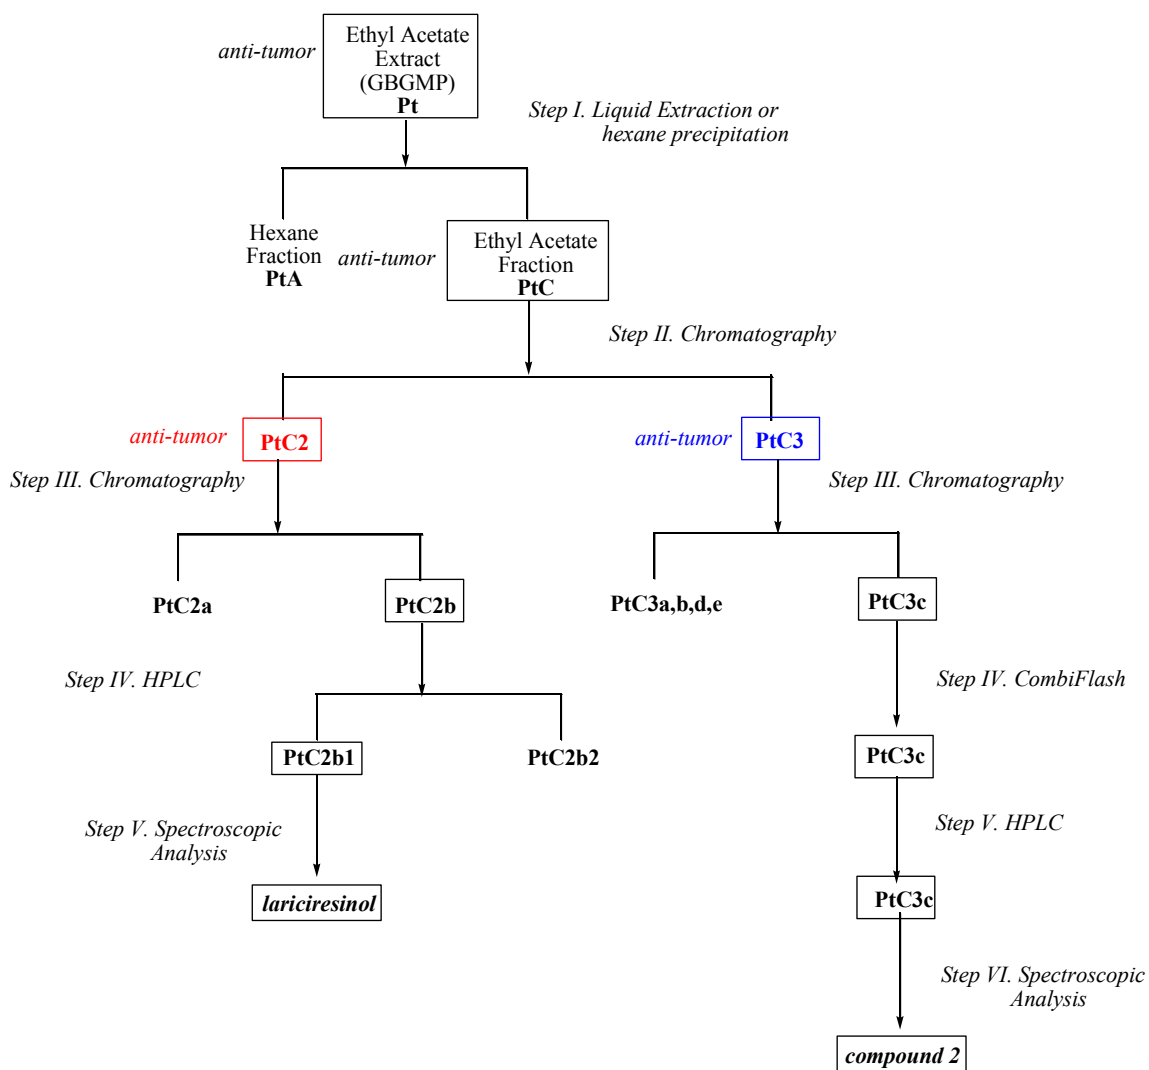 anti-tumor
Ethyl Acetate
Extract
(GBGMP)
Pt
Step I. Liquid Extraction or
hexane precipitation
Hexane
Fraction
PtA
anti-tumor
Ethyl Acetate
Fraction
PtC
Step II. Chromatography
anti-tumor
PtC2
anti-tumor
PtC3
Step III. Chromatography
Step III. Chromatography
PtC2a
PtC2b
PtC3a,b,d,e
PtC3c
Step IV. HPLC
Step IV. CombiFlash
PtC2b1
PtC2b2
PtC3c
Step V. Spectroscopic
Analysis
Step V. HPLC
lariciresinol
PtC3c
Step VI. Spectroscopic
Analysis
compound 2